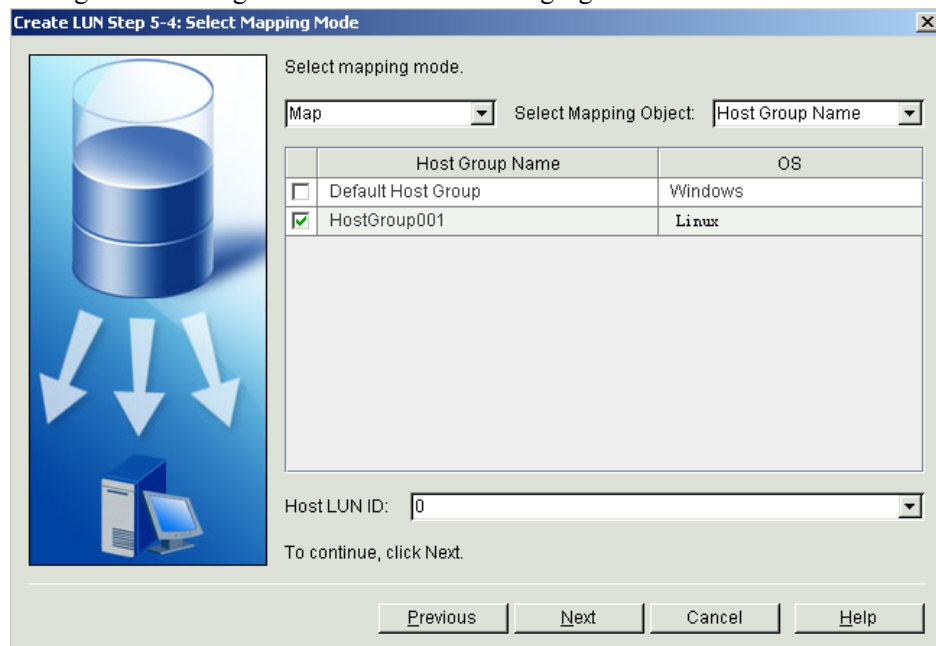 Create LUN Step 5-4: Select Mapping Mode
Select mapping mode.
Map Select Mapping Object: Host Group Name
Host Group Name OS
Default Host Group Windows
HostGroup001 Linux
Host LUN ID: 0
To continue, click Next.
Previous Next Cancel Help